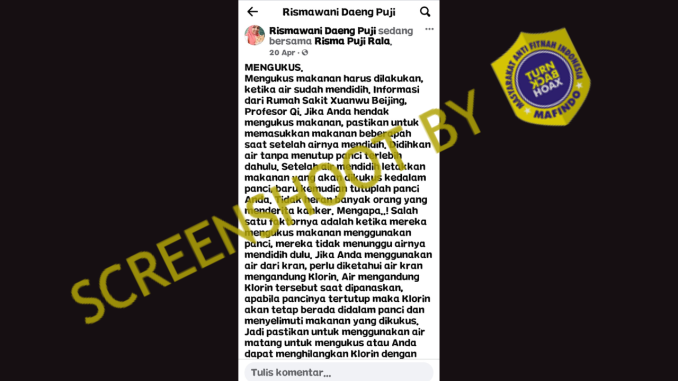 Rismawani Daeng Puji
Rismawani Daeng Puji sedang
bersama Risma Puji Rala.
20 Apr ·
MENGUKUS.
Mengukus makanan harus dilakukan,
ketika air sudah mendidih, Informasi
dari Rumah Sakit Xuanwu Beijing,
Profesor Qi, Jika Anda hendak
mengukus makanan, pastikan untuk
memasukkan makanan beberapah
saat setelah airnya mendidih. Didihkan
air tanpa menutup panci terlebih
dahulu. Setelah air mendidih letakkan
makanan yang akan dikukus kedalam
panci, baru kemudian tutuplah panci
Anda. Tidak heran banyak orang yang
menderita kanker. Mengapa..! Salah
satu faktornya adalah ketika mereka
mengukus makanan menggunakan
panci, mereka tidak menunggu airnya
mendidih dulu. Jika Anda menggunakan
air dari kran, perlu diketahui air kran
mengandung Klorin. Air mengandung
Klorin tersebut saat dipanaskan,
apabila pancinya tertutup maka Klorin
akan tetap berada didalam panci dan
menyelimuti makanan yang dikukus.
Jadi pastikan untuk menggunakan air
matang untuk mengukus atau Anda
dapat menghilangkan Klorin dengan
Tulis komentar...
SCREENSHOOT BY
MASYARAKAT ANTI FITNAH INDONESIA
TURN
BACK
HOAX
MAFINDO